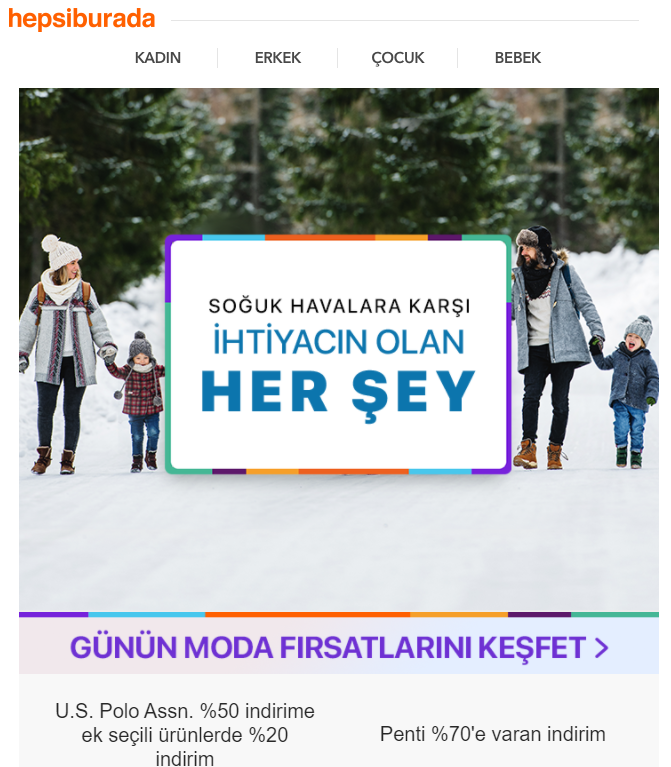 hepsiburada
KADIN
ERKEK
ÇOCUK
BEBEK
SOĞUK HAVALARA KARŞI
İHTİYACIN OLAN
HER ŞEY
GÜNÜN MODA FIRSATLARINI KEŞFET >
U.S. Polo Assn. %50 indirime
ek seçili ürünlerde %20
indirim
Penti %70'e varan indirim